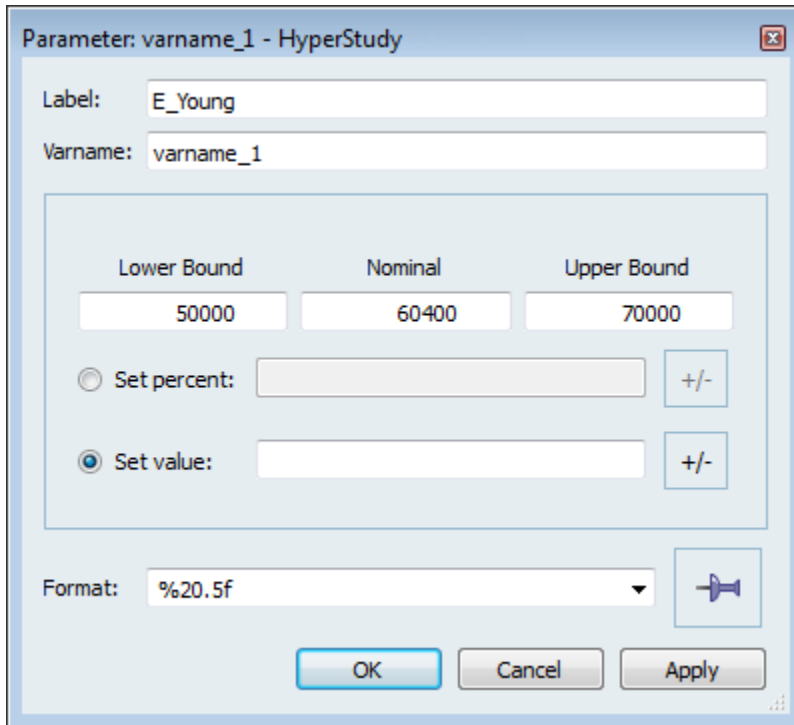 Parameter: varname_1 - HyperStudy
Label: E_Young
Varname: varname_1
Lower Bound Nominal Upper Bound
50000 60400 70000
Set percent: +/-
Set value: +/-
Format: %20.5f
OK Cancel Apply